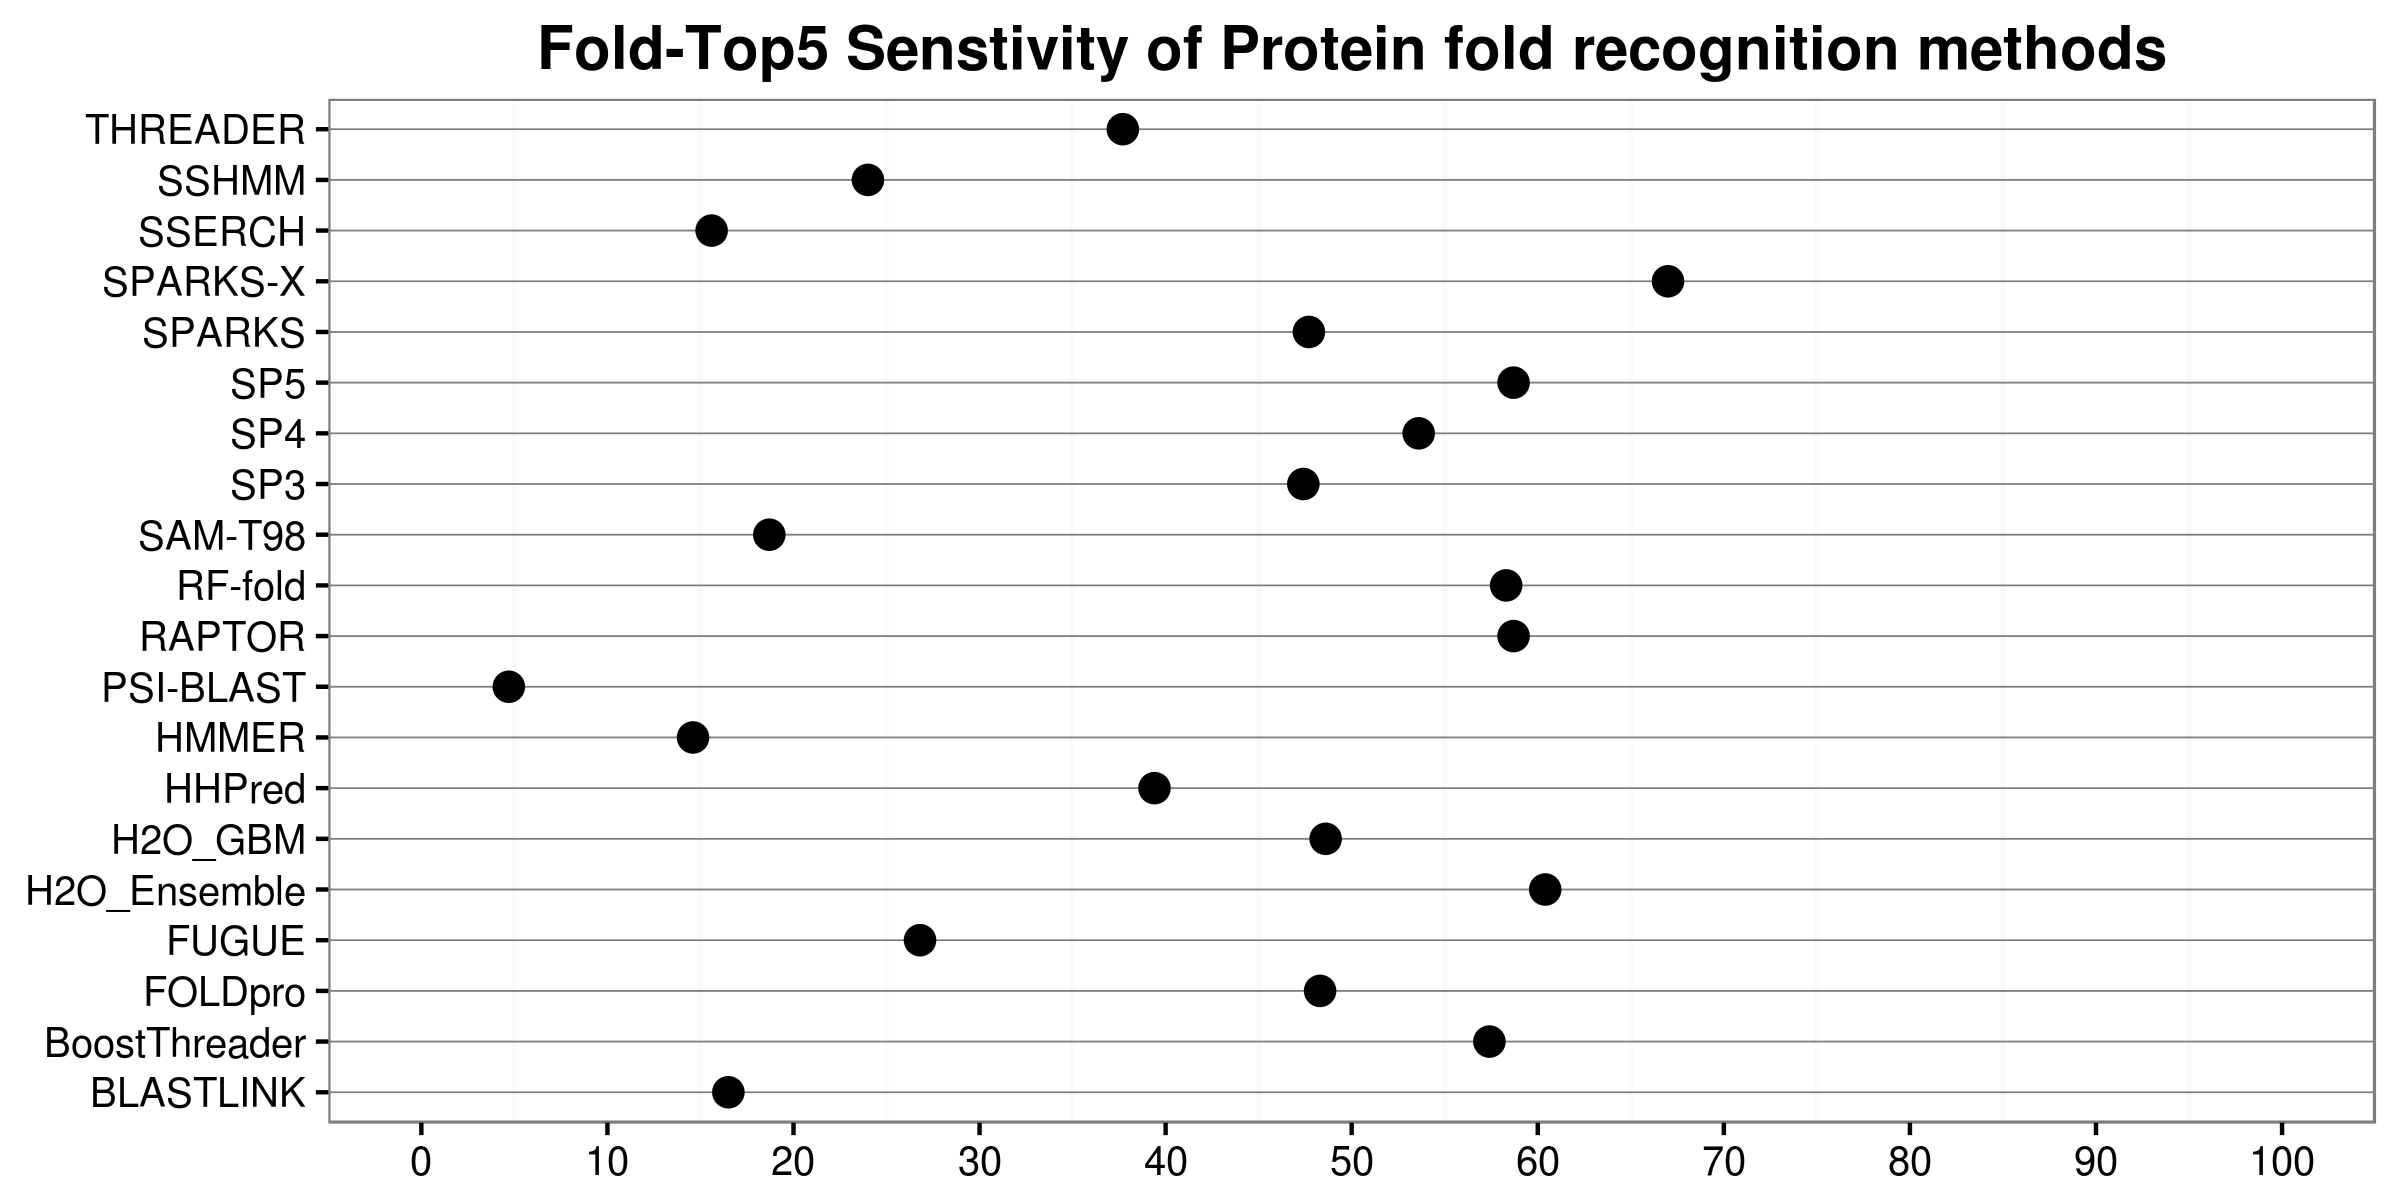 Fold-Top5 Senstivity of Protein fold recognition methods
THREADER
SSHMM
SSERCH
SPARKS-X
SPARKS
SP5
SP4
SP3
SAM-T98
RF-fold
RAPTOR
PSI-BLAST
HMMER
HHPred
H2O_GBM
H2O_Ensemble
FUGUE
FOLDpro
BoostThreader
BLASTLINK
0 10 20 30 40 50 60 70 80 90 100